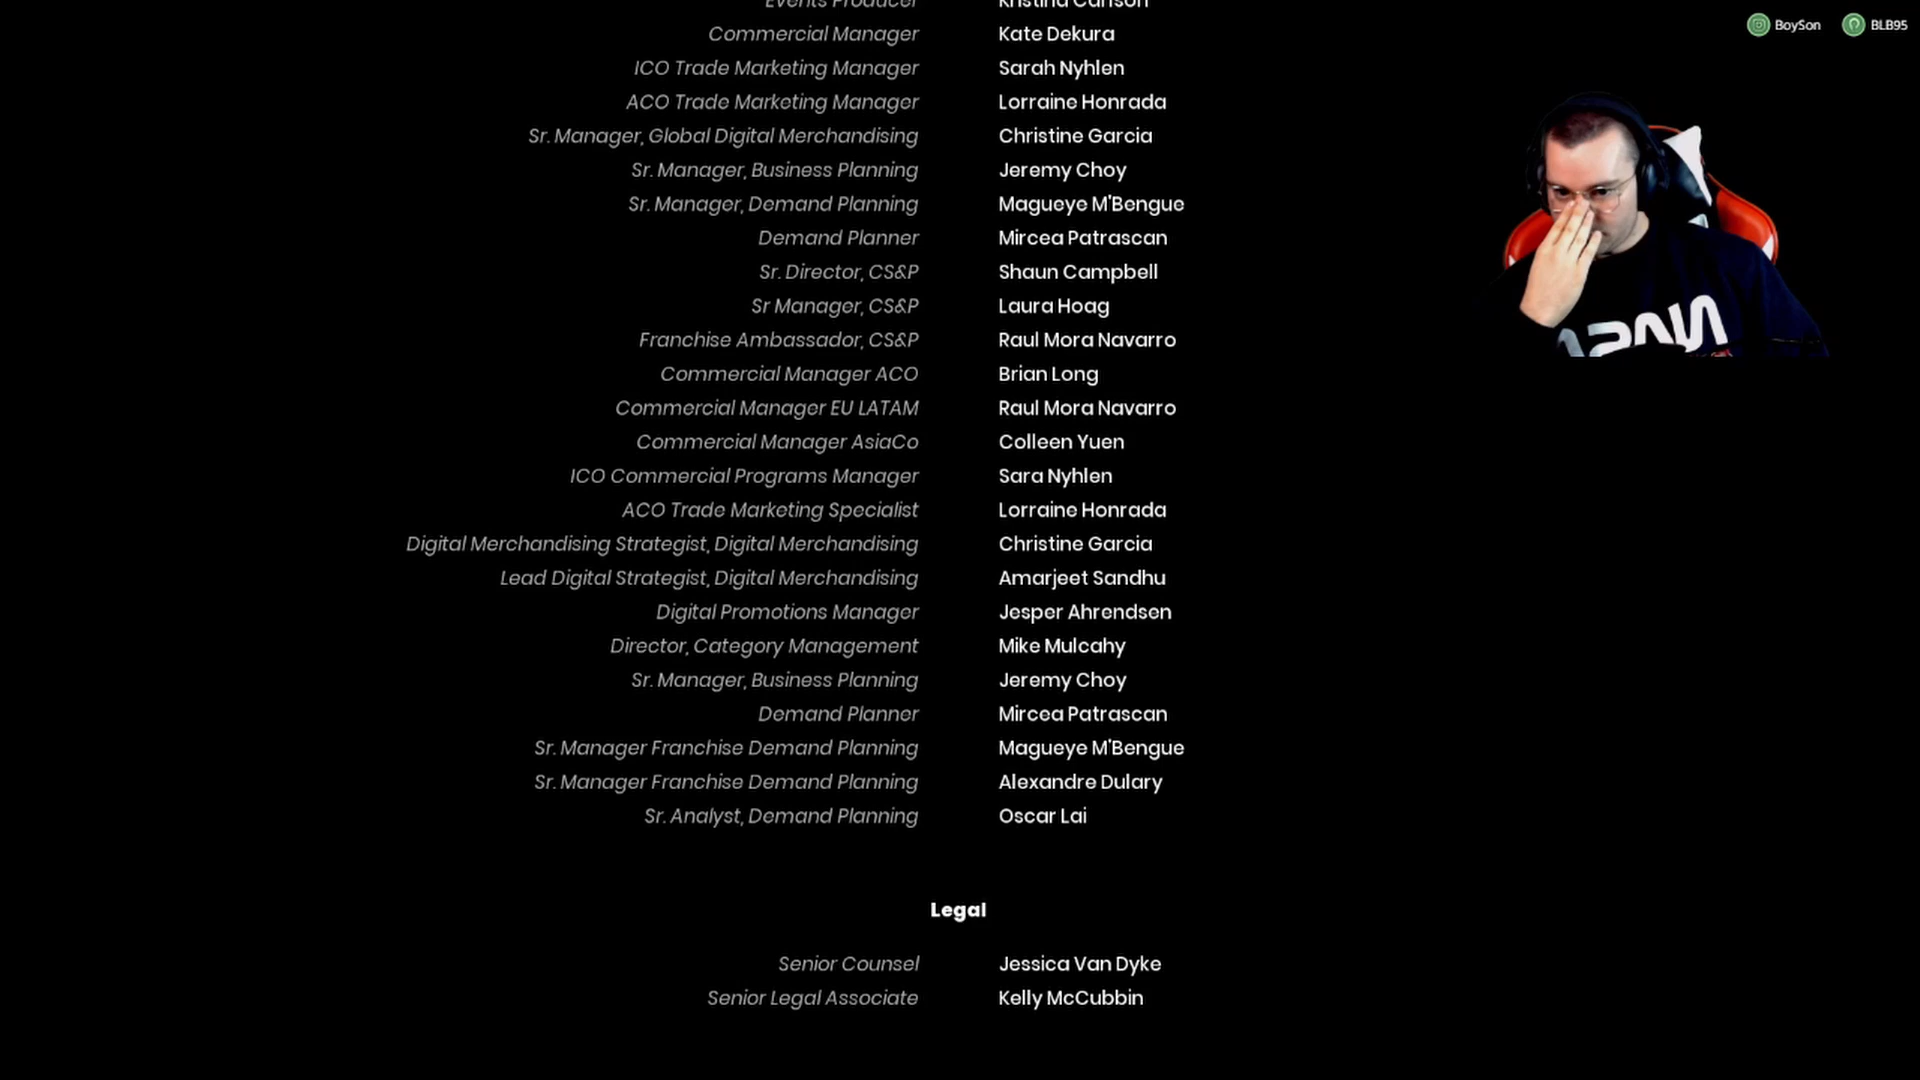 Events Producer Kristina Carlson
BoySon BLB95
Commercial Manager Kate Dekura
ICO Trade Marketing Manager Sarah Nyhlen
ACO Trade Marketing Manager Lorraine Honrada
Sr. Manager, Global Digital Merchandising Christine Garcia
Sr. Manager, Business Planning Jeremy Choy
Sr. Manager, Demand Planning Magueye M'Bengue
Demand Planner Mircea Patrascan
Sr. Director, CS&P Shaun Campbell
Sr Manager, CS&P Laura Hoag
Franchise Ambassador, CS&P Raul Mora Navarro
Commercial Manager ACO Brian Long
Commercial Manager EU LATAM Raul Mora Navarro
Commercial Manager AsiaCo Colleen Yuen
ICO Commercial Programs Manager Sara Nyhlen
ACO Trade Marketing Specialist Lorraine Honrada
Digital Merchandising Strategist, Digital Merchandising Christine Garcia
Lead Digital Strategist, Digital Merchandising Amarjeet Sandhu
Digital Promotions Manager Jesper Ahrendsen
Director, Category Management Mike Mulcahy
Sr. Manager, Business Planning Jeremy Choy
Demand Planner Mircea Patrascan
Sr. Manager Franchise Demand Planning Magueye M'Bengue
Sr. Manager Franchise Demand Planning Alexandre Dulary
Sr. Analyst, Demand Planning Oscar Lai
Legal
Senior Counsel Jessica Van Dyke
Senior Legal Associate Kelly McCubbin